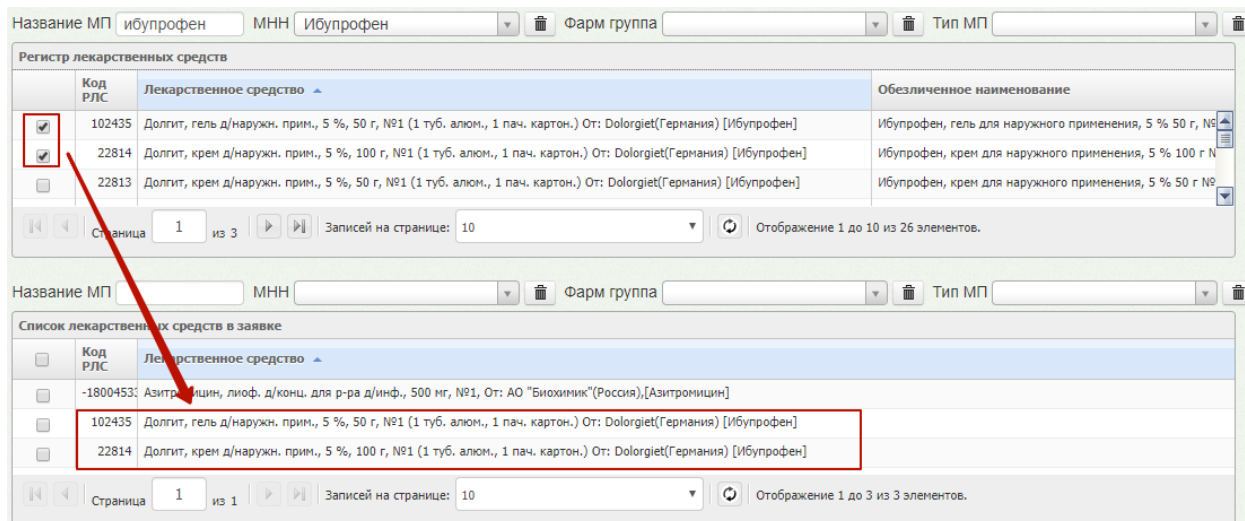 Название МП ибупрофен МНН Ибупрофен Фарм группа Тип МП
Регистр лекарственных средств
Код РЛС Лекарственное средство Обезличенное наименование
102435 Долгит, гель д/наружн. прим., 5 %, 50 г, №1 (1 туб. алюм., 1 пач. картон.) От: Dolorgiet(Германия) [Ибупрофен] Ибупрофен, гель для наружного применения, 5 % 50 г, №
22814 Долгит, крем д/наружн. прим., 5 %, 100 г, №1 (1 туб. алюм., 1 пач. картон.) От: Dolorgiet(Германия) [Ибупрофен] Ибупрофен, крем для наружного применения, 5 % 100 г N
22813 Долгит, крем д/наружн. прим., 5 %, 50 г, №1 (1 туб. алюм., 1 пач. картон.) От: Dolorgiet(Германия) [Ибупрофен] Ибупрофен, крем для наружного применения, 5 % 50 г №
Страница 1 из 3 Записей на странице: 10 Отображение 1 до 10 из 26 элементов.
Название МП МНН Фарм группа Тип МП
Список лекарственных средств в заявке
Код РЛС Лекарственное средство
-1800453 Азитромицин, лиоф. д/конц. для р-ра д/инф., 500 мг, №1, От: АО "Биохимик"(Россия),[Азитромицин]
102435 Долгит, гель д/наружн. прим., 5 %, 50 г, №1 (1 туб. алюм., 1 пач. картон.) От: Dolorgiet(Германия) [Ибупрофен]
22814 Долгит, крем д/наружн. прим., 5 %, 100 г, №1 (1 туб. алюм., 1 пач. картон.) От: Dolorgiet(Германия) [Ибупрофен]
Страница 1 из 1 Записей на странице: 10 Отображение 1 до 3 из 3 элементов.